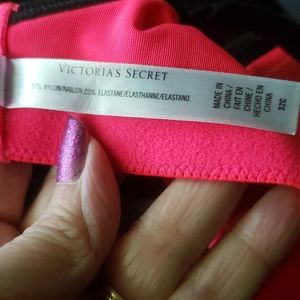 VICTORIA'S SECRET
77% NYLON/NAILON 23% ELASTANE/ELASTHANNE/ELASTANO.
MADE IN
CHINA /
FAIT EN
CHINE /
HECHO EN
CHINA
32C